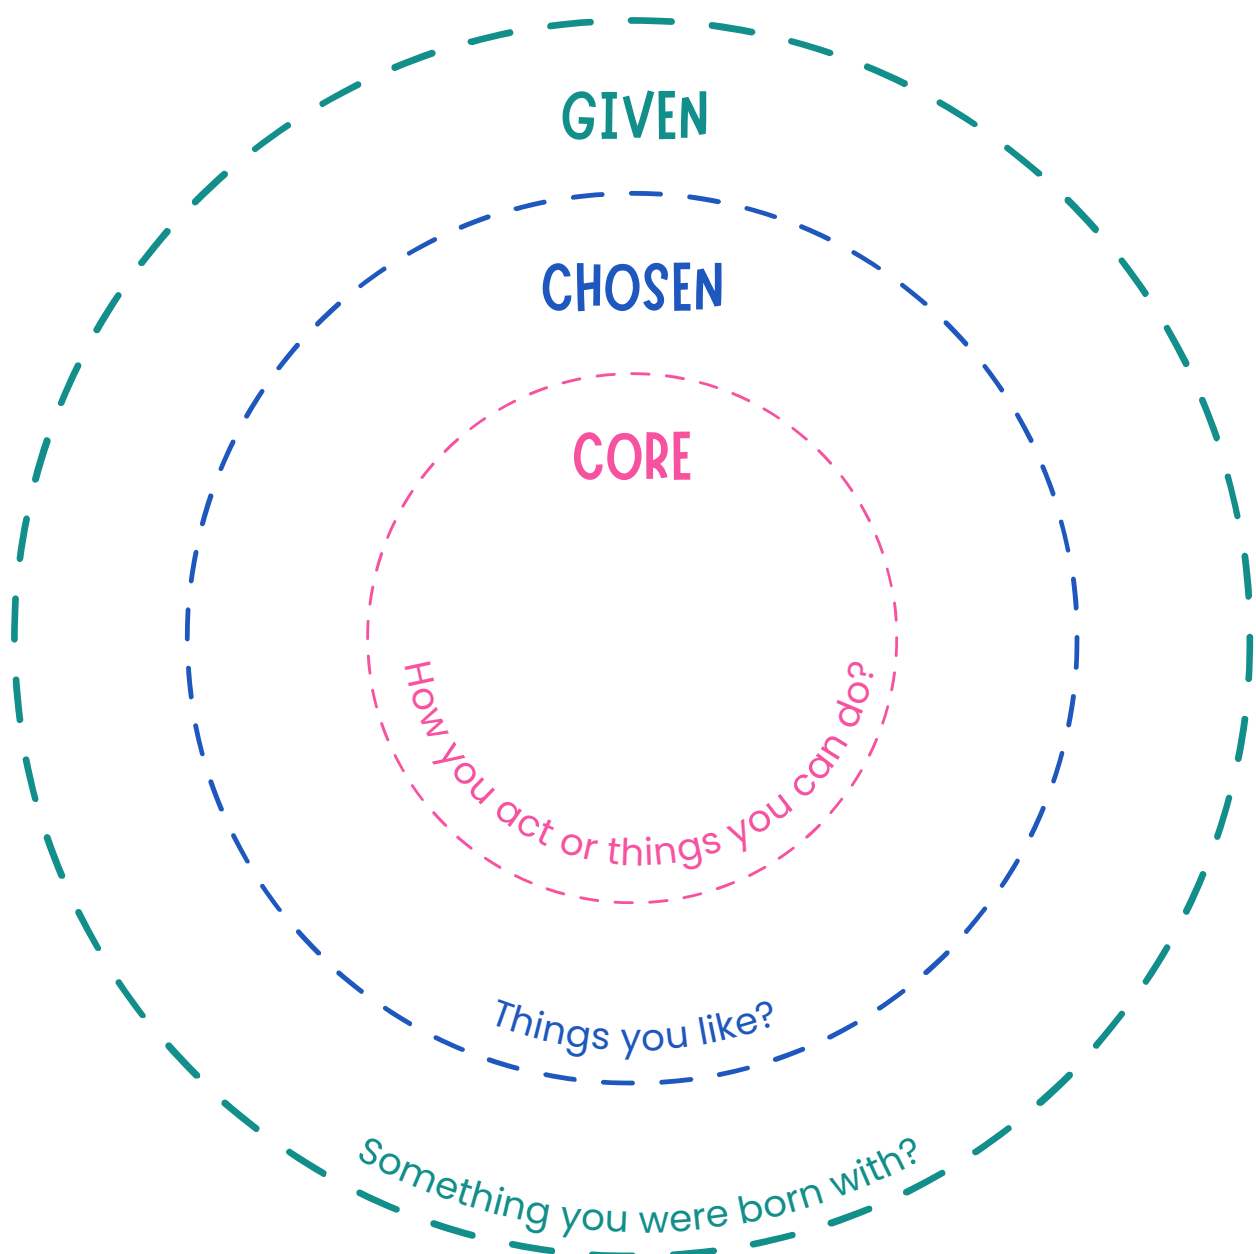 GIVEN
CHOSEN
CORE
How you act or things you can do?
Things you like?
Something you were born with?